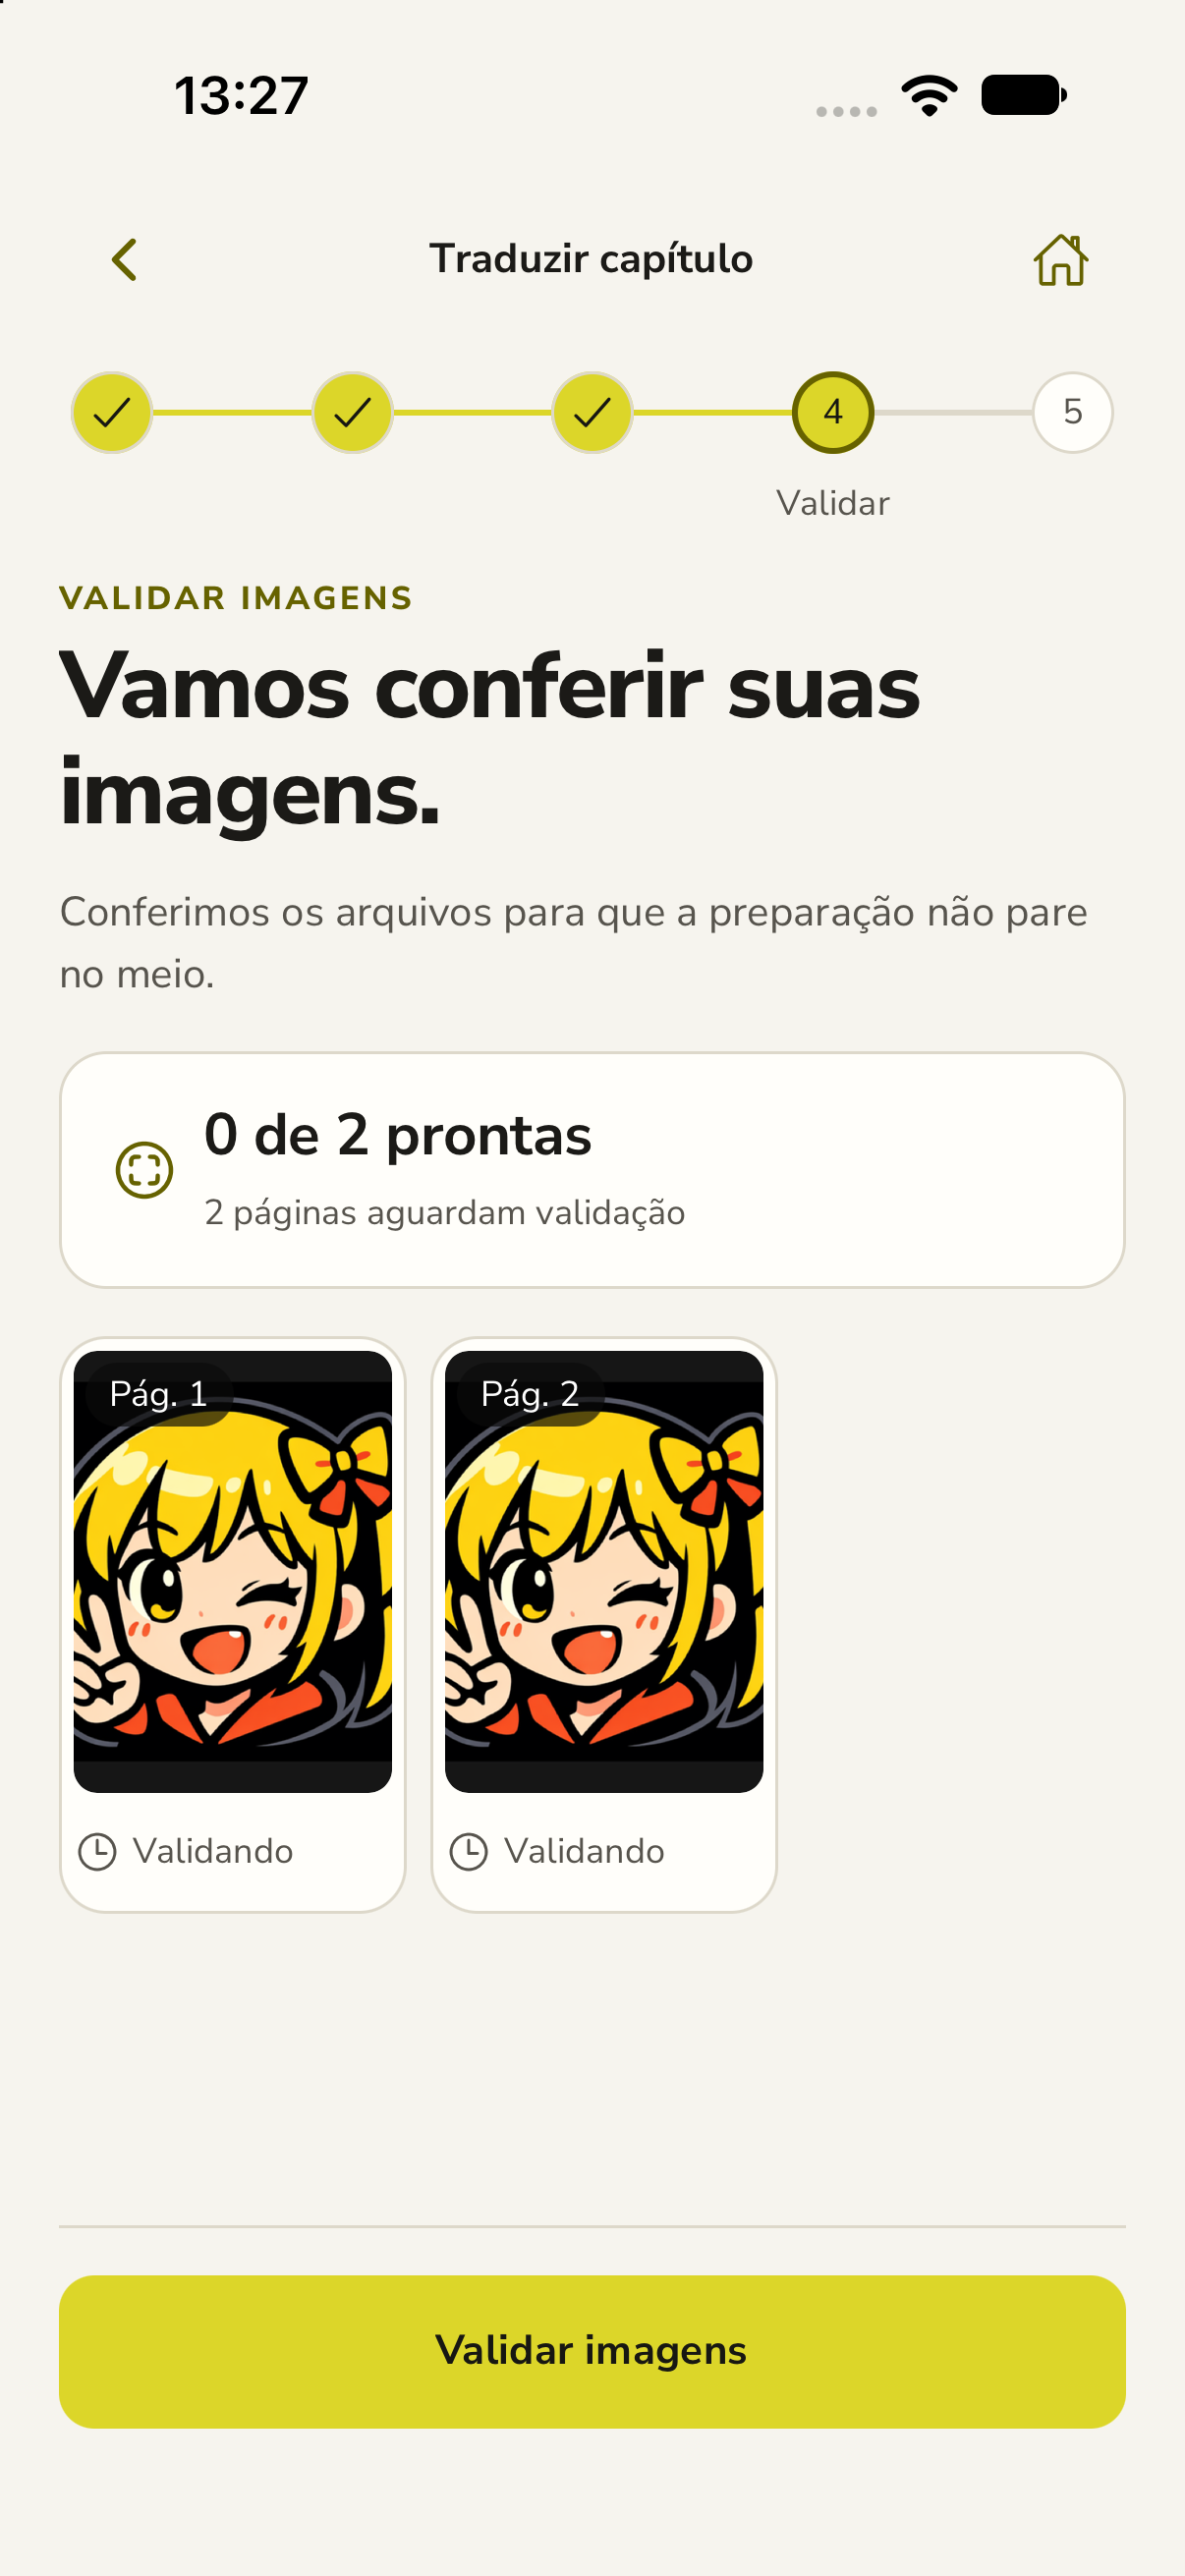 13:27
Traduzir capítulo
4
5
Validar
VALIDAR IMAGENS
Vamos conferir suas
imagens.
Conferimos os arquivos para que a preparação não pare
no meio.
0 de 2 prontas
2 páginas aguardam validação
Pág. 1
Pág. 2
Validando
Validando
Validar imagens